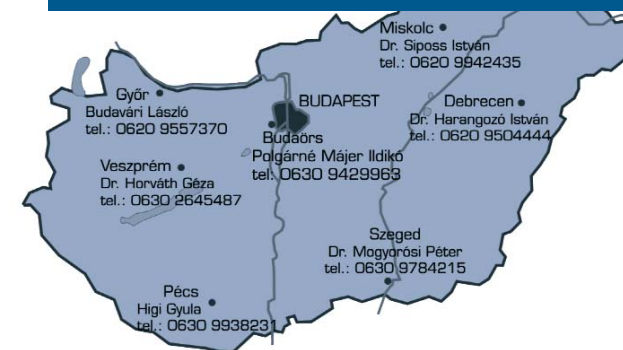 Miskolc
Dr. Siposs István
tel.: 0620 9942435
Győr
Budavári László
tel.: 0620 9557370
BUDAPEST
Debrecen
Dr. Harangozó István
tel.: 0620 9504444
Budaörs
Polgárné Májer Ildikó
tel: 0630 9429963
Veszprém
Dr. Horváth Géza
tel.: 0630 2645487
Szeged
Dr. Mogyorósi Péter
tel.: 0630 9784215
Pécs
Higi Gyula
tel.: 0630 9938231